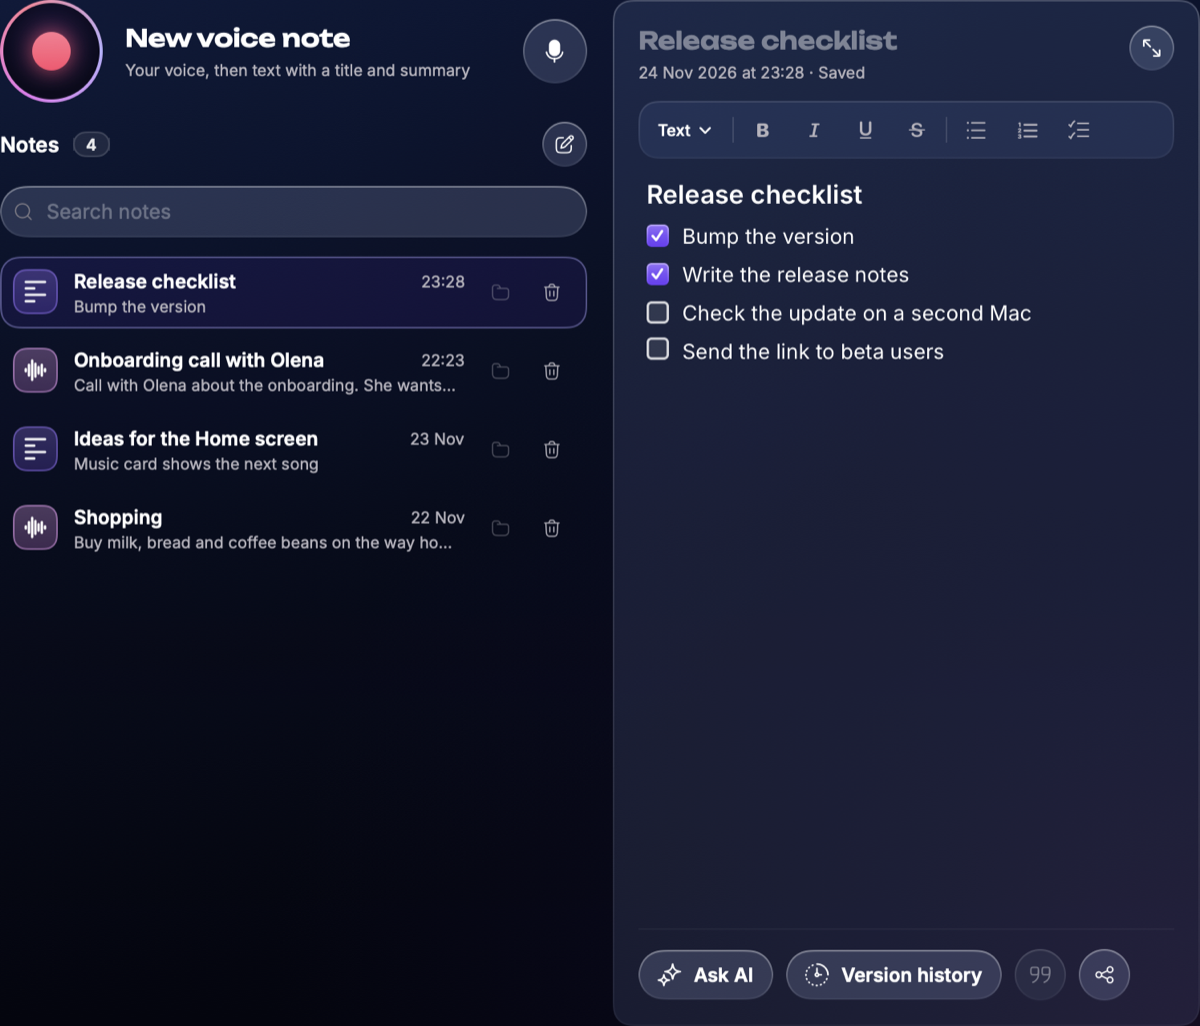 New voice note
Your voice, then text with a title and summary
Notes 4
Search notes
Release checklist 23:28
Bump the version
Onboarding call with Olena 22:23
Call with Olena about the onboarding. She wants...
Ideas for the Home screen 23 Nov
Music card shows the next song
Shopping 22 Nov
Buy milk, bread and coffee beans on the way ho...
Release checklist
24 Nov 2026 at 23:28 · Saved
Text B I U S
Release checklist
Bump the version
Write the release notes
Check the update on a second Mac
Send the link to beta users
Ask AI Version history